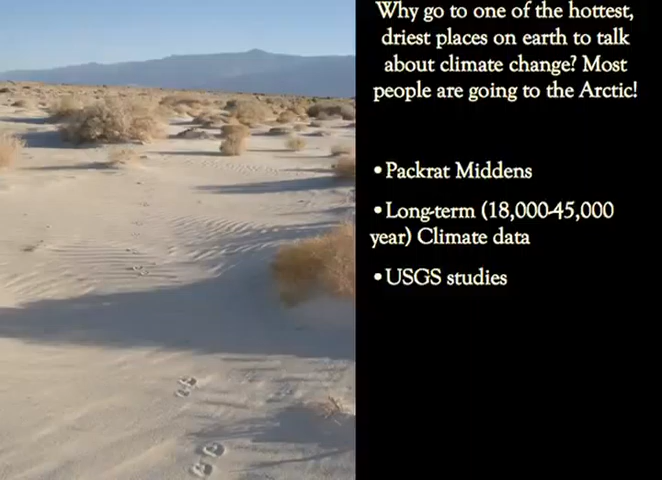 Why go to one of the hottest,
driest places on earth to talk
about climate change? Most
people are going to the Arctic!
•Packrat Middens
•Long-term (18,000-45,000
year) Climate data
•USGS studies